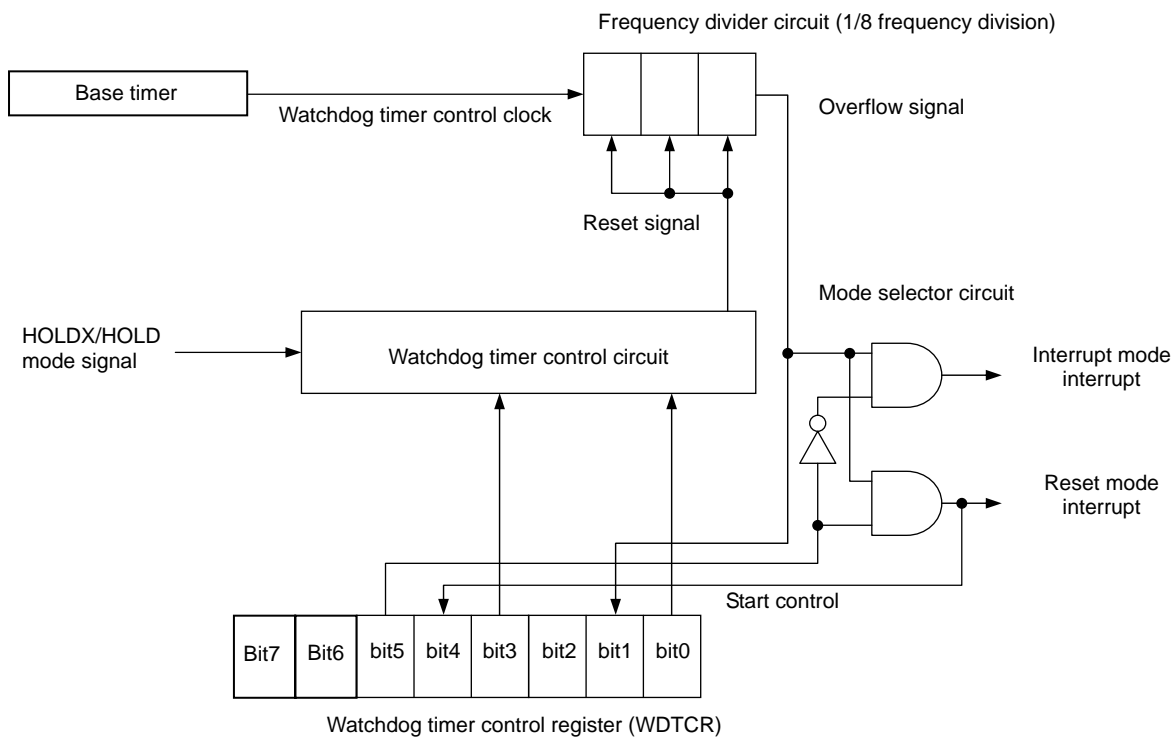 Frequency divider circuit (1/8 frequency division)
Base timer
Watchdog timer control clock
Overflow signal
Reset signal
Mode selector circuit
HOLDX/HOLD
mode signal
Watchdog timer control circuit
Interrupt mode
interrupt
Reset mode
interrupt
Start control
Bit7 Bit6 bit5 bit4 bit3 bit2 bit1 bit0
Watchdog timer control register (WDTCR)